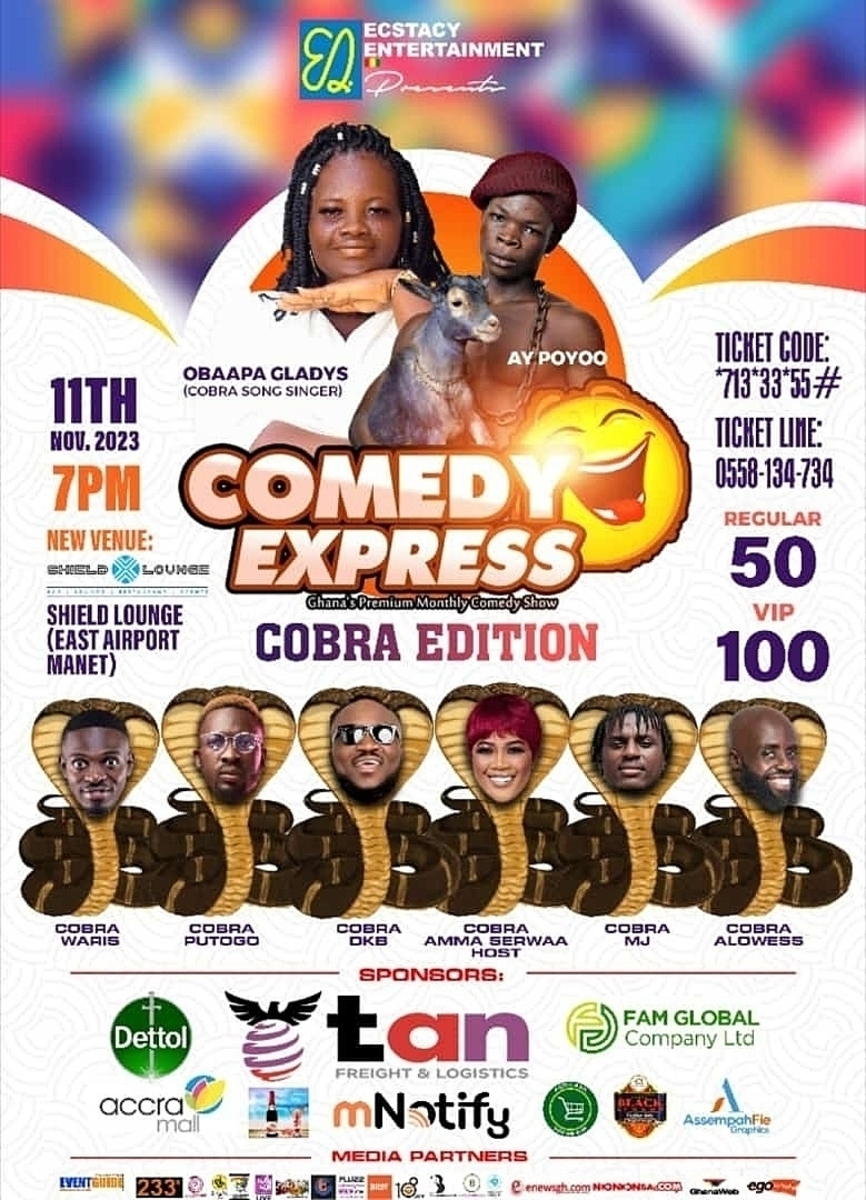 ECSTACY
ENTERTAINMENT
Presents
OBAAPA GLADYS
(COBRA SONG SINGER)
AY POYOO
11TH
NOV. 2023
7PM
NEW VENUE:
SHIELD LOUNGE
SHIELD LOUNGE
(EAST AIRPORT
MANET)
TICKET CODE:
*713*33*55#
TICKET LINE:
0558-134-734
REGULAR
50
VIP
100
COMEDY
EXPRESS
Ghana's Premium Monthly Comedy Show
COBRA EDITION
COBRA
WARIS
COBRA
PUTOGO
COBRA
DKB
COBRA
AMMA SERWAA
HOST
COBRA
MJ
COBRA
ALOWESS
SPONSORS:
Dettol
tan
FREIGHT & LOGISTICS
FAM GLOBAL
Company Ltd
accra
mall
mNotify
BLACK
AssempahFie
Graphics
MEDIA PARTNERS
EVENTGUIDE
233
enewsgh.com
NKONKONSA.COM
GhanaWeb